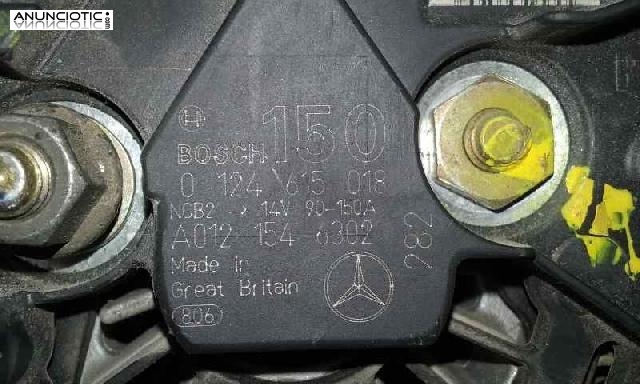 ANUNCIOTIC.es
150
BOSCH
0 124 615 018
NCB2 14V 90-150A
A012 154 6302
282
Made in
Great Britain
806